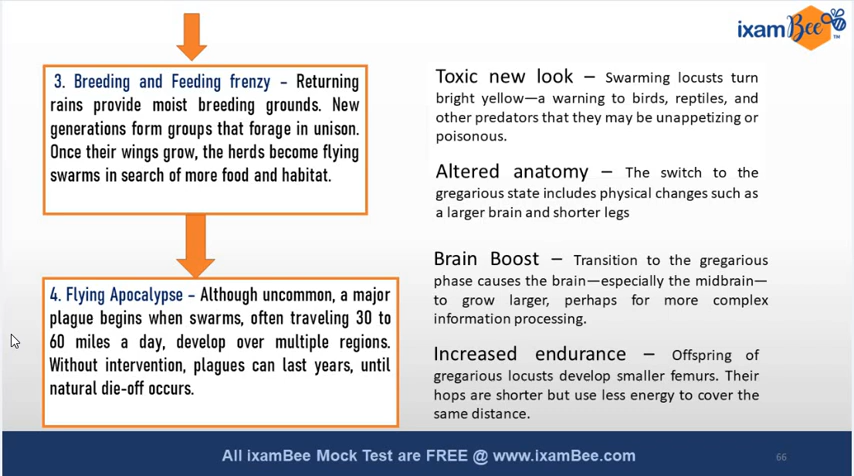 ixamBee™
3. Breeding and Feeding frenzy – Returning
rains provide moist breeding grounds. New
generations form groups that forage in unison.
Once their wings grow, the herds become flying
swarms in search of more food and habitat.
4. Flying Apocalypse – Although uncommon, a major
plague begins when swarms, often traveling 30 to
60 miles a day, develop over multiple regions.
Without intervention, plagues can last years, until
natural die-off occurs.
Toxic new look – Swarming locusts turn
bright yellow—a warning to birds, reptiles, and
other predators that they may be unappetizing or
poisonous.
Altered anatomy – The switch to the
gregarious state includes physical changes such as
a larger brain and shorter legs
Brain Boost – Transition to the gregarious
phase causes the brain—especially the midbrain—
to grow larger, perhaps for more complex
information processing.
Increased endurance – Offspring of
gregarious locusts develop smaller femurs. Their
hops are shorter but use less energy to cover the
same distance.
All ixamBee Mock Test are FREE @ www.ixamBee.com
66